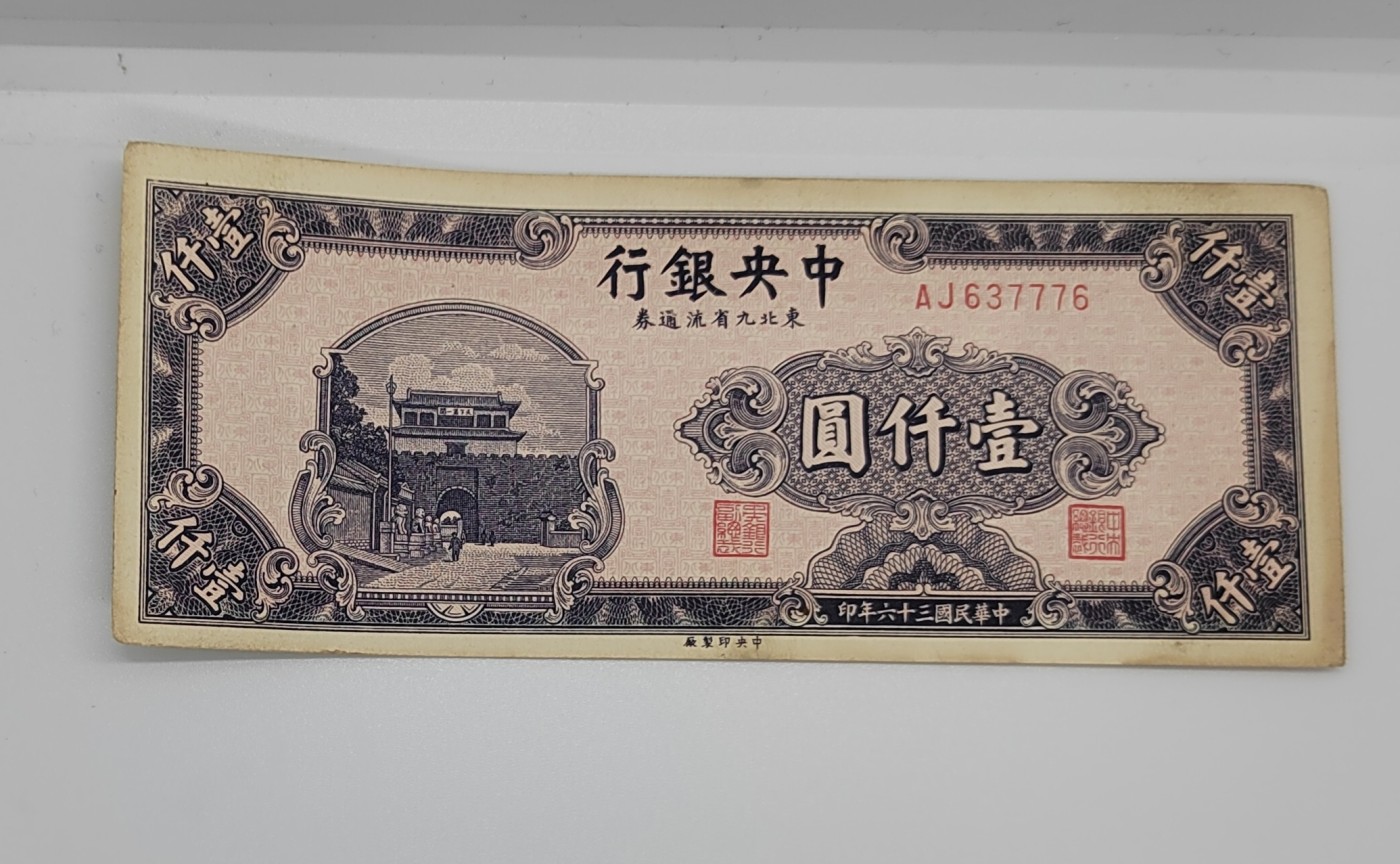 壹仟
中央銀行
壹仟
AJ637776
東北九省流通券
壹仟圓
壹仟
壹仟
中華民國三十六年印
中央印製廠